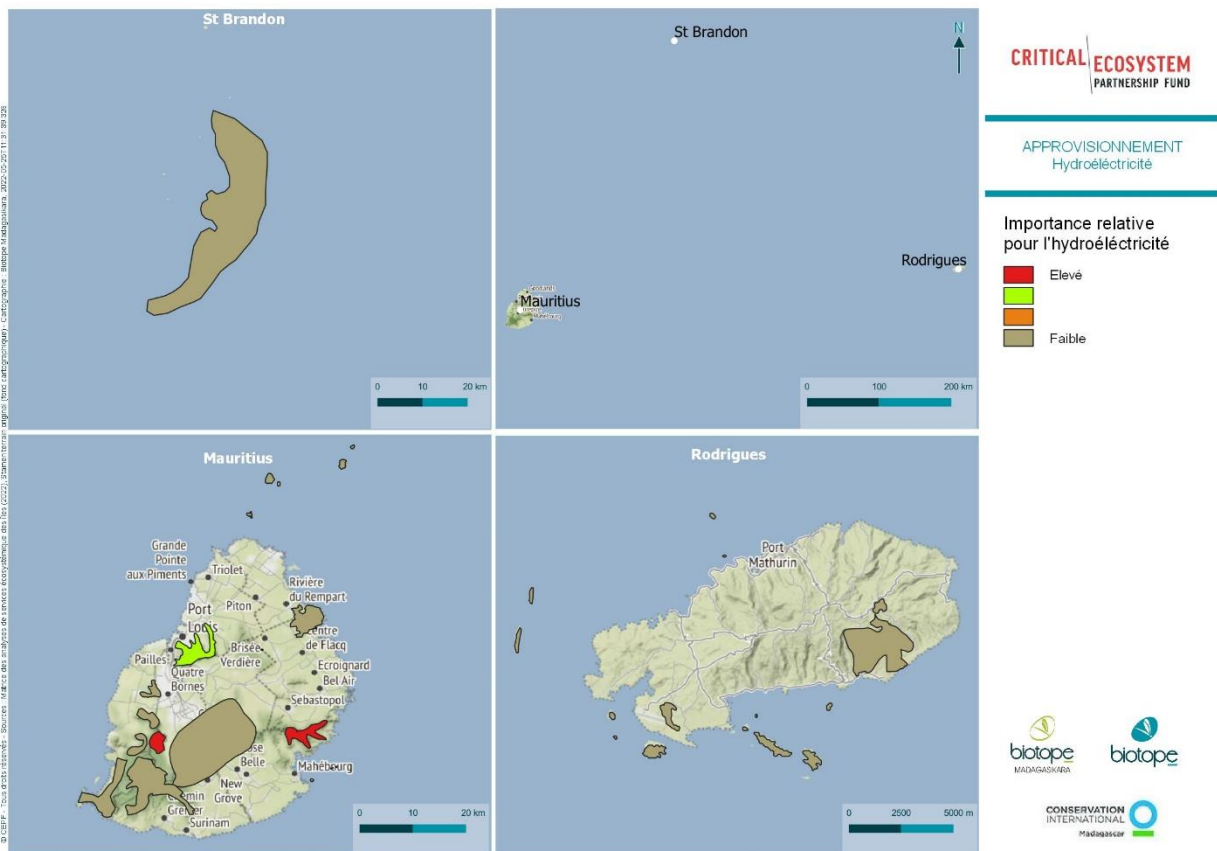 St Brandon
St Brandon
N
Rodrigues
Mauritius
0 10 20 km
0 100 200 km
Mauritius
Grande
Pointe
aux Piments
Triolet
Rivière
du Rempart
Piton
Port
Louis
Centre
de Flacq
Pailles
Brisée
Verdière
Ecroignard
Bel Air
Quatre
Bornes
Sebastopol
Belle
Mahébourg
New
Grove
Chemin
Grenier
Surinam
0 10 20 km
Rodrigues
Port
Mathurin
0 2500 5000 m
CRITICAL ECOSYSTEM
PARTNERSHIP FUND
APPROVISIONNEMENT
Hydroéléctricité
Importance relative
pour l'hydroéléctricité
Elevé
Faible
biotope
MADAGASKARA
biotope
CONSERVATION
INTERNATIONAL
Madagascar